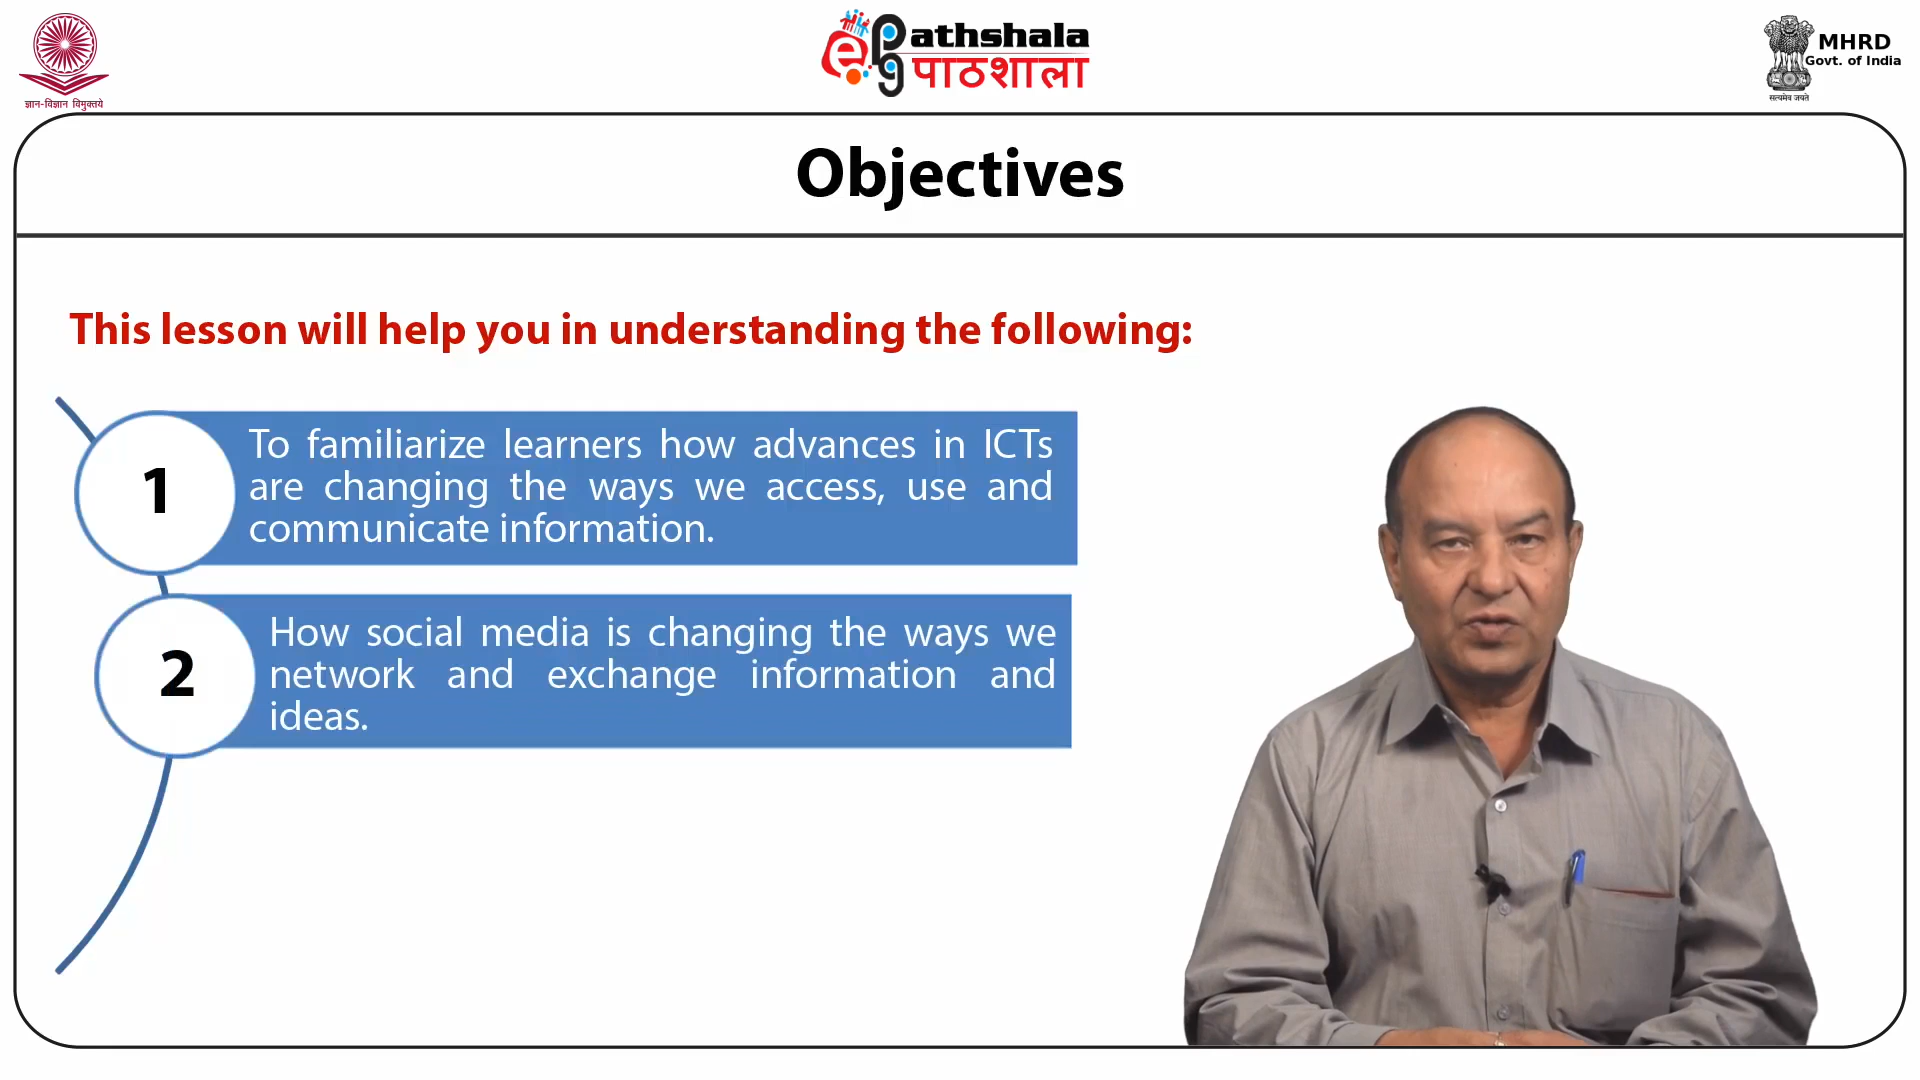 ज्ञान-विज्ञान विमुक्तये
ePathshala
पाठशाला
MHRD
Govt. of India
सत्यमेव जयते
Objectives
This lesson will help you in understanding the following:
1
To familiarize learners how advances in ICTs
are changing the ways we access, use and
communicate information.
2
How social media is changing the ways we
network and exchange information and
ideas.